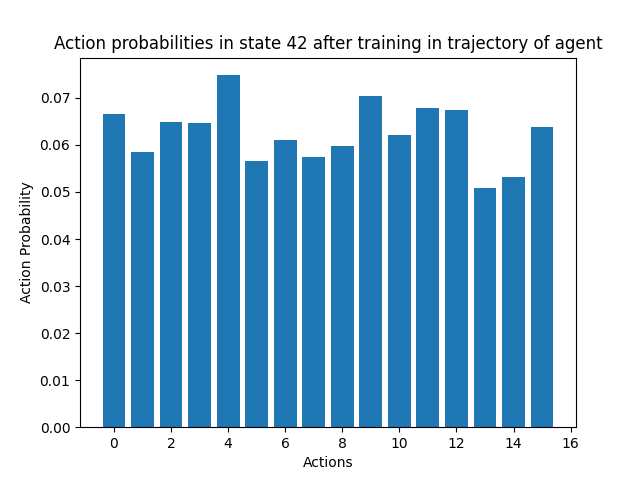 Action probabilities in state 42 after training in trajectory of agent
0.07
0.06
0.05
0.04
0.03
0.02
0.01
0.00
Action Probability
0 2 4 6 8 10 12 14 16
Actions